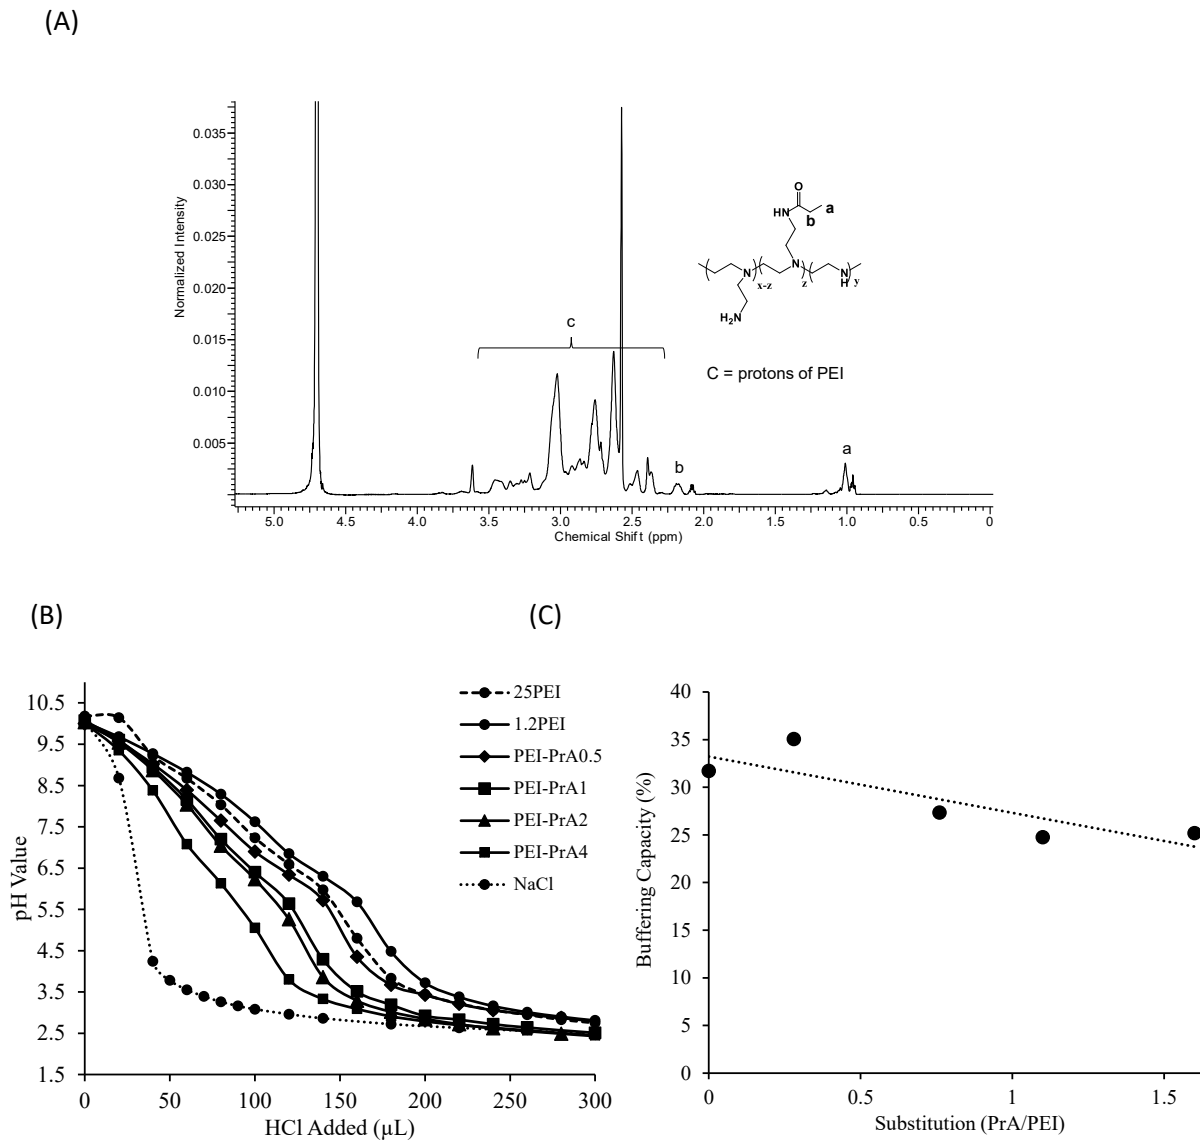 (A)
0.035
0.030
0.025
0.020
0.015
0.010
0.005
Normalized Intensity
c
b
a
5.0 4.5 4.0 3.5 3.0 2.5 2.0 1.5 1.0 0.5 0
Chemical Shift (ppm)
O
HN
a
b
N
x-z
N
z
N
H
y
H2N
C = protons of PEI
(B)
10.5
9.5
8.5
7.5
6.5
5.5
4.5
3.5
2.5
1.5
pH Value
0 50 100 150 200 250 300
HCl Added (µL)
25PEI
1.2PEI
PEI-PrA0.5
PEI-PrA1
PEI-PrA2
PEI-PrA4
NaCl
(C)
40
35
30
25
20
15
10
5
0
Buffering Capacity (%)
0 0.5 1 1.5
Substitution (PrA/PEI)